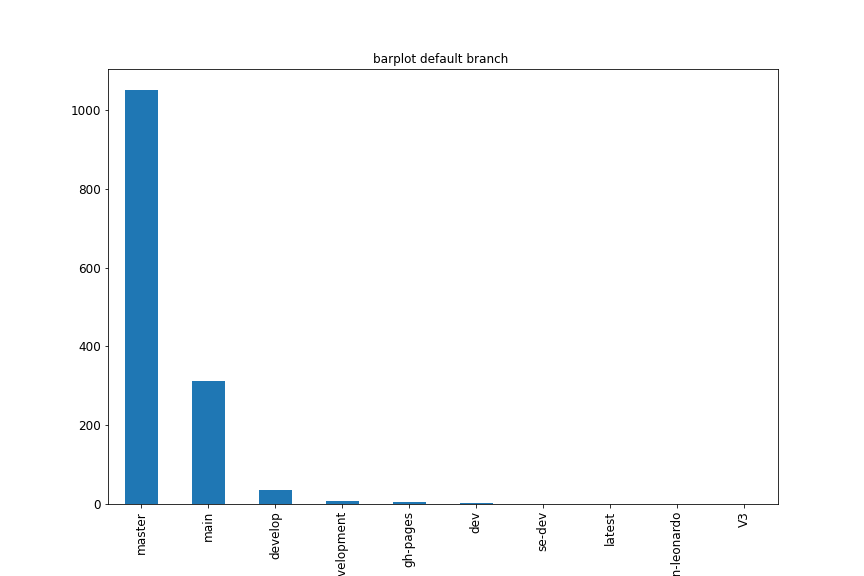 barplot default branch
1000
800
600
400
200
0
master
main
develop
velopment
gh-pages
dev
se-dev
latest
n-leonardo
V3